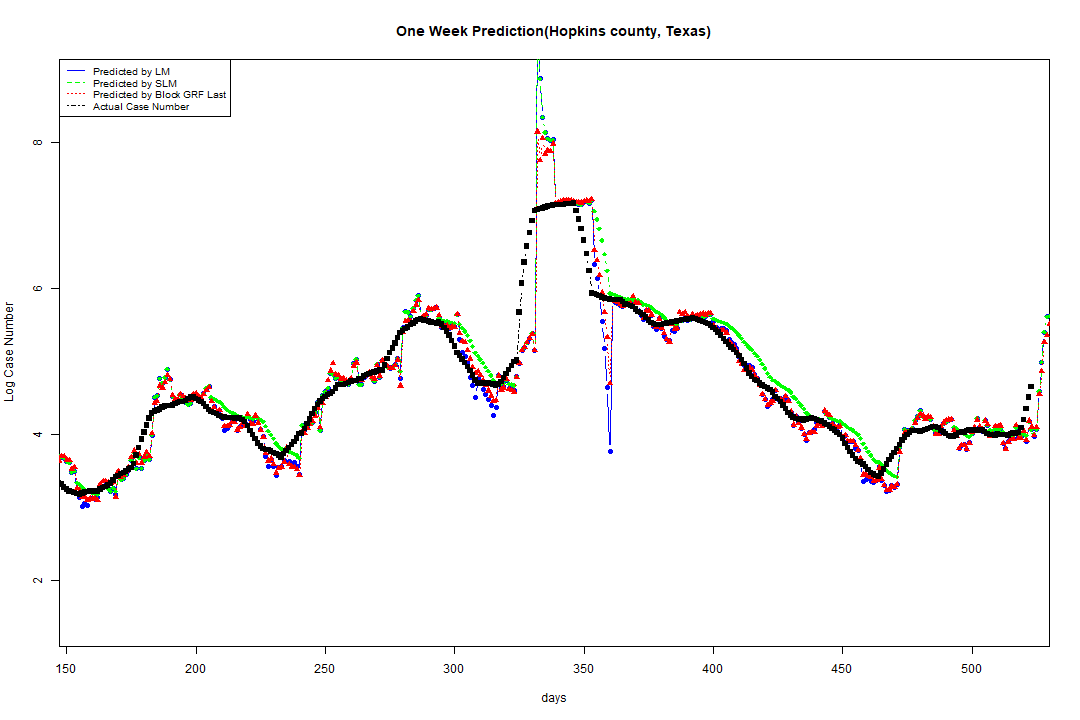 One Week Prediction(Hopkins county, Texas)
Predicted by LM
Predicted by SLM
Predicted by Block GRF Last
Actual Case Number
8
6
4
2
Log Case Number
150 200 250 300 350 400 450 500
days